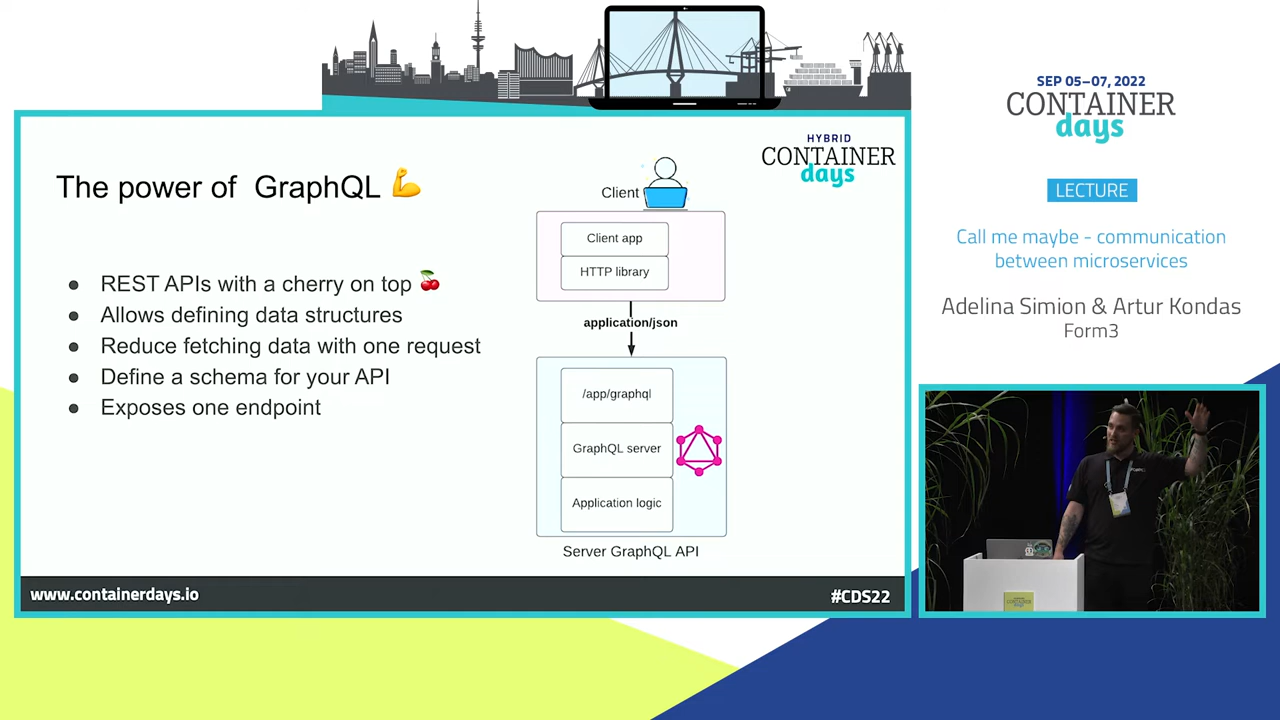 HYBRID
CONTAINER
days
The power of GraphQL 💪
REST APIs with a cherry on top 🍒
Allows defining data structures
Reduce fetching data with one request
Define a schema for your API
Exposes one endpoint
Client
Client app
HTTP library
application/json
/app/graphql
GraphQL server
Application logic
Server GraphQL API
www.containerdays.io
#CDS22
SEP 05–07, 2022
CONTAINER
days
LECTURE
Call me maybe - communication
between microservices
Adelina Simion & Artur Kondas
Form3